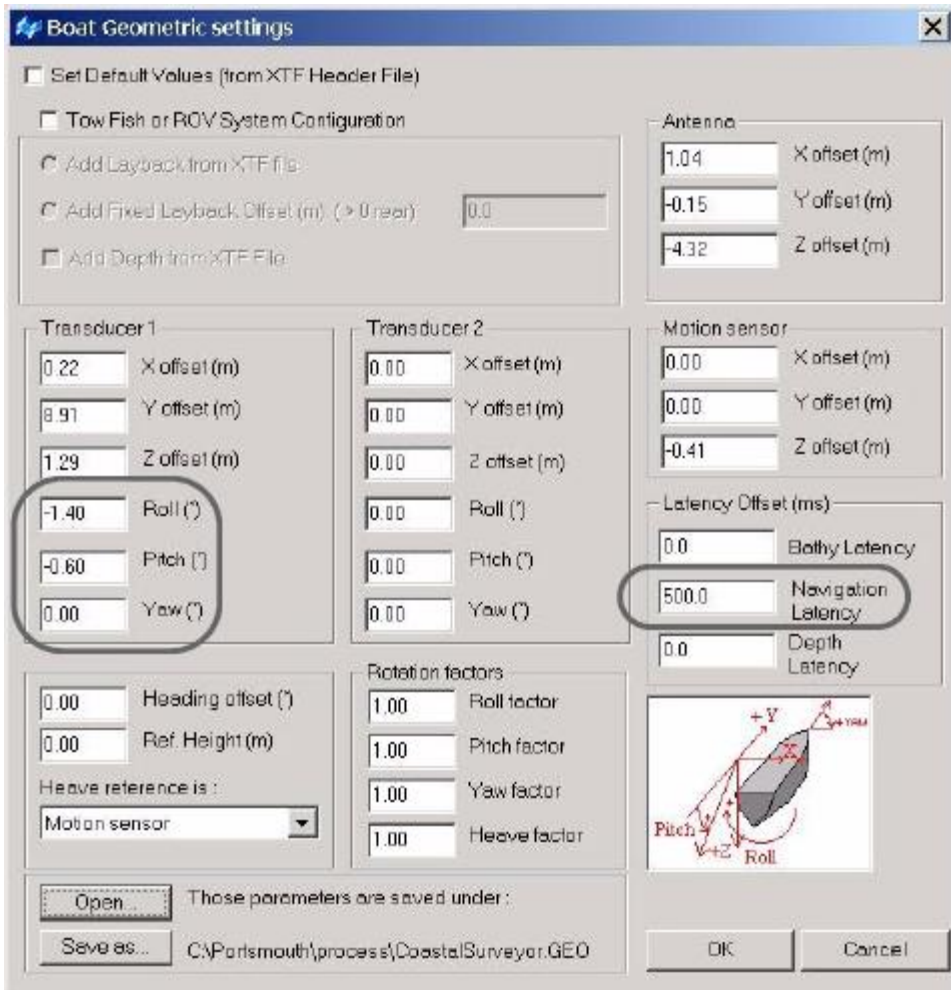 Boat Geometric settings
Set Default Values (from XTF Header File)
Tow Fish or ROV System Configuration
Add Layback from XTF file
Add Fixed Layback Offset (m) ( > 0 rear)
0.0
Add Depth from XTF File
Antenna
1.04 X offset (m)
-0.15 Y offset (m)
-4.32 Z offset (m)
Transducer 1
0.22 X offset (m)
8.91 Y offset (m)
1.29 Z offset (m)
-1.40 Roll (°)
-0.60 Pitch (°)
0.00 Yaw (°)
Transducer 2
0.00 X offset (m)
0.00 Y offset (m)
0.00 Z offset (m)
0.00 Roll (°)
0.00 Pitch (°)
0.00 Yaw (°)
Motion sensor
0.00 X offset (m)
0.00 Y offset (m)
-0.41 Z offset (m)
Latency Offset (ms)
0.0 Bathy Latency
500.0 Navigation
Latency
0.0 Depth
Latency
0.00 Heading offset (°)
0.00 Ref. Height (m)
Heave reference is :
Motion sensor
Rotation factors
1.00 Roll factor
1.00 Pitch factor
1.00 Yaw factor
1.00 Heave factor
+Y
+YAW
X
Pitch
+Z
Roll
Open...
Those parameters are saved under :
Save as...
C:\Portsmouth\process\CoastalSurveyor.GEO
OK
Cancel